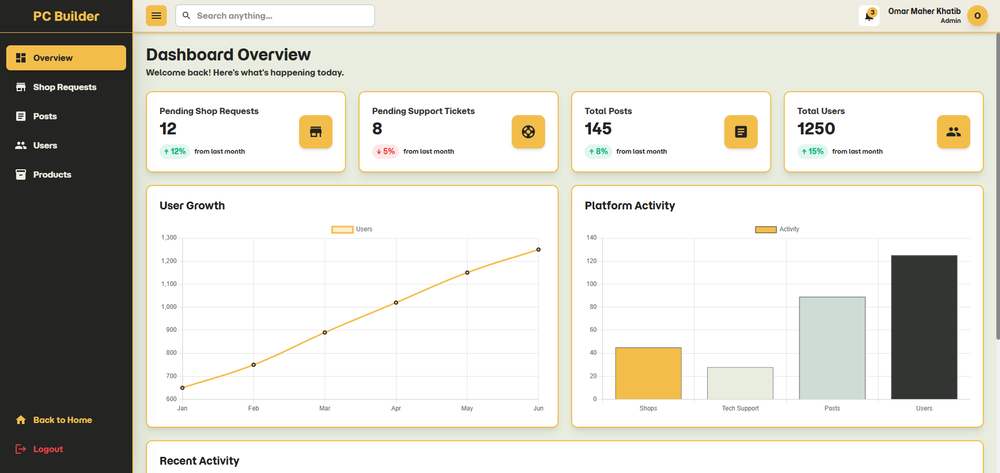 PC Builder
Overview
Shop Requests
Posts
Users
Products
Back to Home
Logout
Search anything...
3
Omar Maher Khatib
Admin
O
Dashboard Overview
Welcome back! Here's what's happening today.
Pending Shop Requests
12
↑ 12% from last month
Pending Support Tickets
8
↓ 5% from last month
Total Posts
145
↑ 8% from last month
Total Users
1250
↑ 15% from last month
User Growth
Users
1,300
1,200
1,100
1,000
900
800
700
600
Jan Feb Mar Apr May Jun
Platform Activity
Activity
140
120
100
80
60
40
20
0
Shops Tech Support Posts Users
Recent Activity